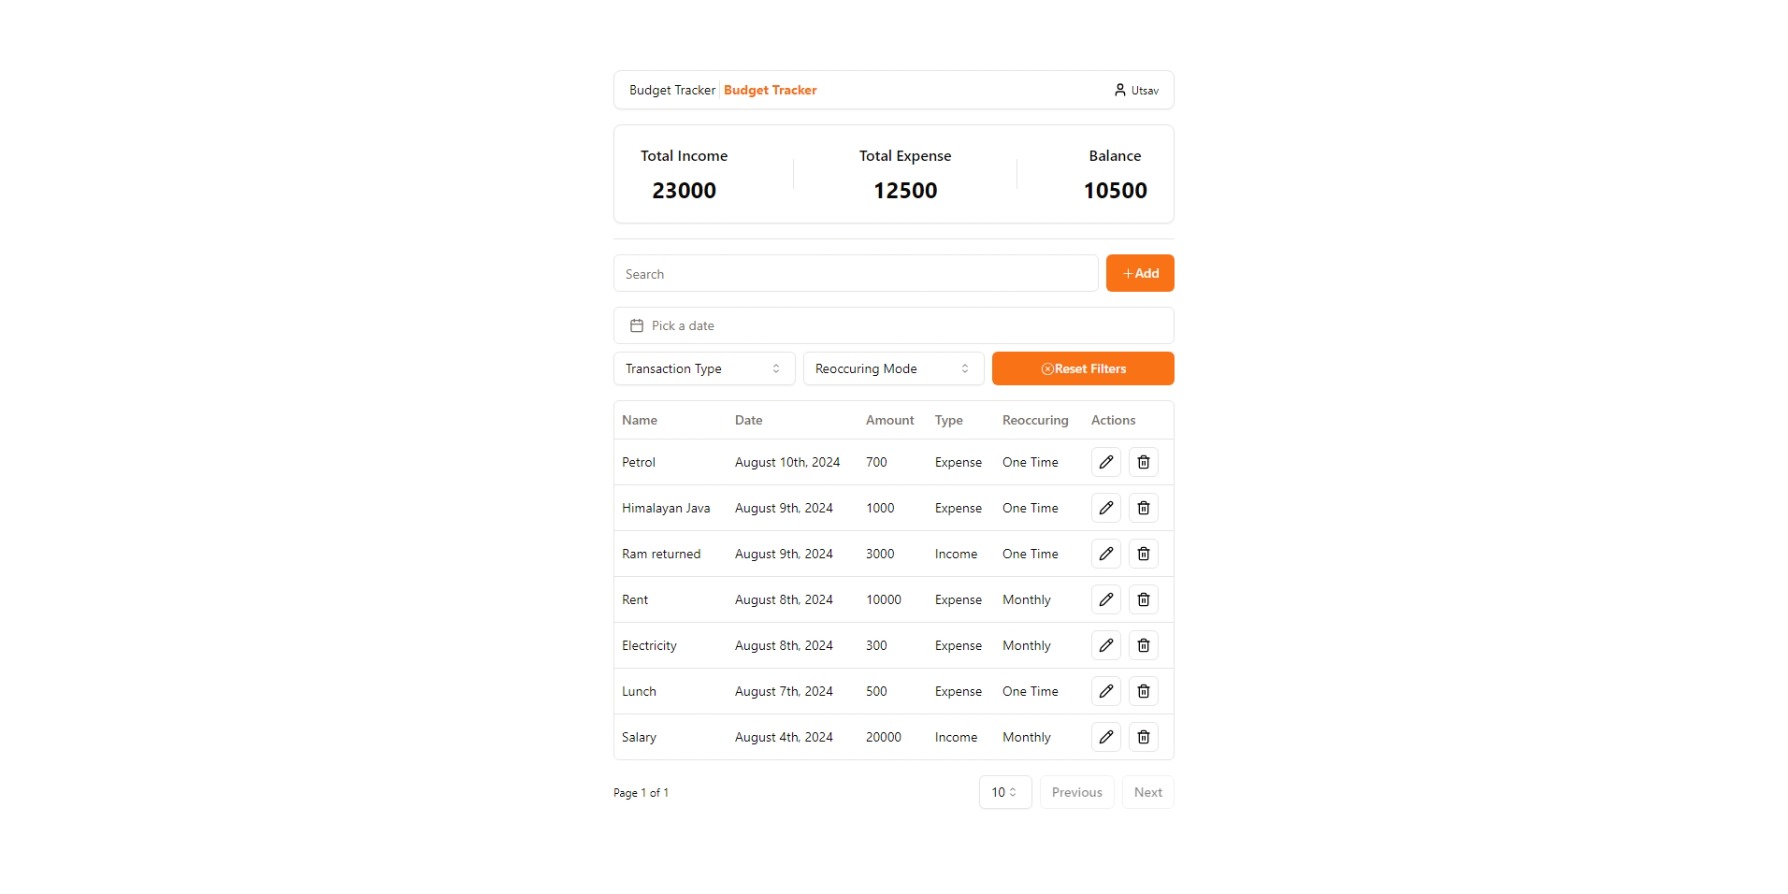 Budget Tracker Budget Tracker Utsav
Total Income Total Expense Balance
23000 12500 10500
Search +Add
Pick a date
Transaction Type Reoccuring Mode Reset Filters
Name Date Amount Type Reoccuring Actions
Petrol August 10th, 2024 700 Expense One Time
Himalayan Java August 9th, 2024 1000 Expense One Time
Ram returned August 9th, 2024 3000 Income One Time
Rent August 8th, 2024 10000 Expense Monthly
Electricity August 8th, 2024 300 Expense Monthly
Lunch August 7th, 2024 500 Expense One Time
Salary August 4th, 2024 20000 Income Monthly
Page 1 of 1 10 Previous Next